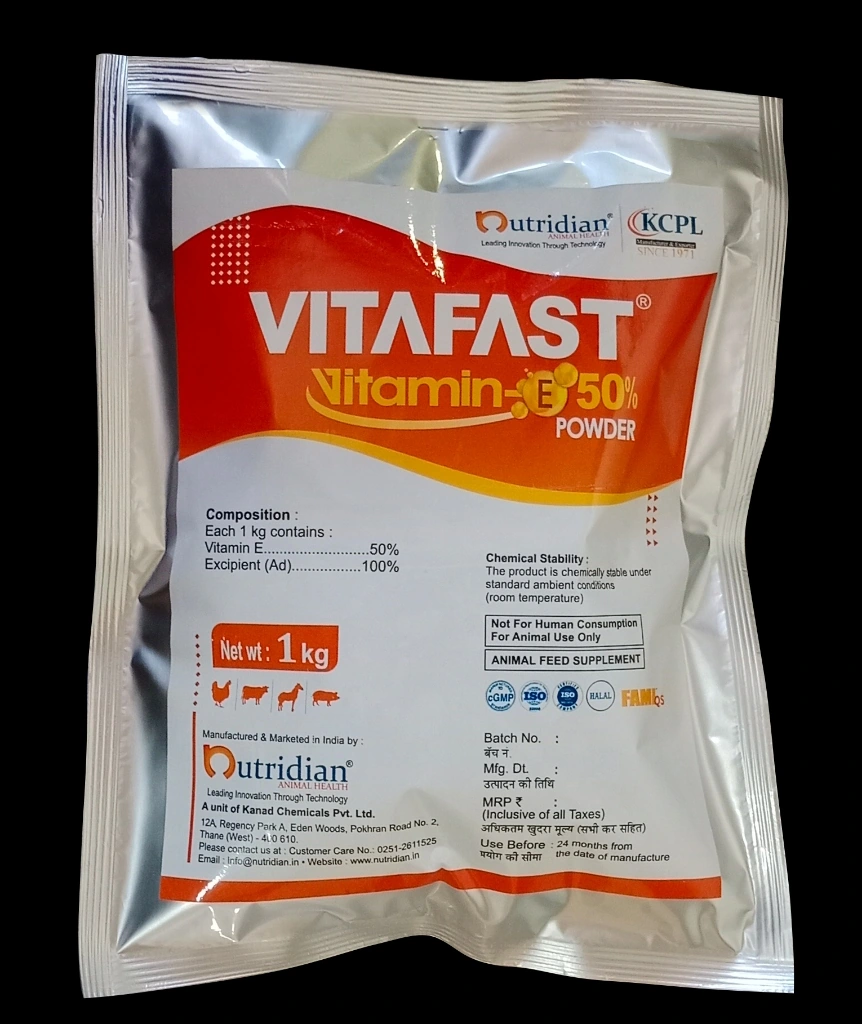 Nutridian®
ANIMAL HEALTH
Leading Innovation Through Technology
KCPL
Manufacturer & Exporter
SINCE 1971
VITAFAST®
Vitamin-E 50%
POWDER
Composition :
Each 1 kg contains :
Vitamin E.........................50%
Excipient (Ad)................100%
Chemical Stability :
The product is chemically stable under
standard ambient conditions
(room temperature)
Not For Human Consumption
For Animal Use Only
ANIMAL FEED SUPPLEMENT
Net wt : 1 kg
cGMP
ISO
ISO
HALAL
FAMI QS
Manufactured & Marketed in India by :
Nutridian®
ANIMAL HEALTH
Leading Innovation Through Technology
A unit of Kanad Chemicals Pvt. Ltd.
12A, Regency Park A, Eden Woods, Pokhran Road No. 2,
Thane (West) - 400 610.
Please contact us at : Customer Care No.: 0251-2611525
Email : Info@nutridian.in • Website : www.nutridian.in
Batch No. :
बॅच नं.
Mfg. Dt. :
उत्पादन की तिथि
MRP ₹ :
(Inclusive of all Taxes)
अधिकतम खुदरा मूल्य (सभी कर सहित)
Use Before : 24 months from
प्योग की सीमा the date of manufacture